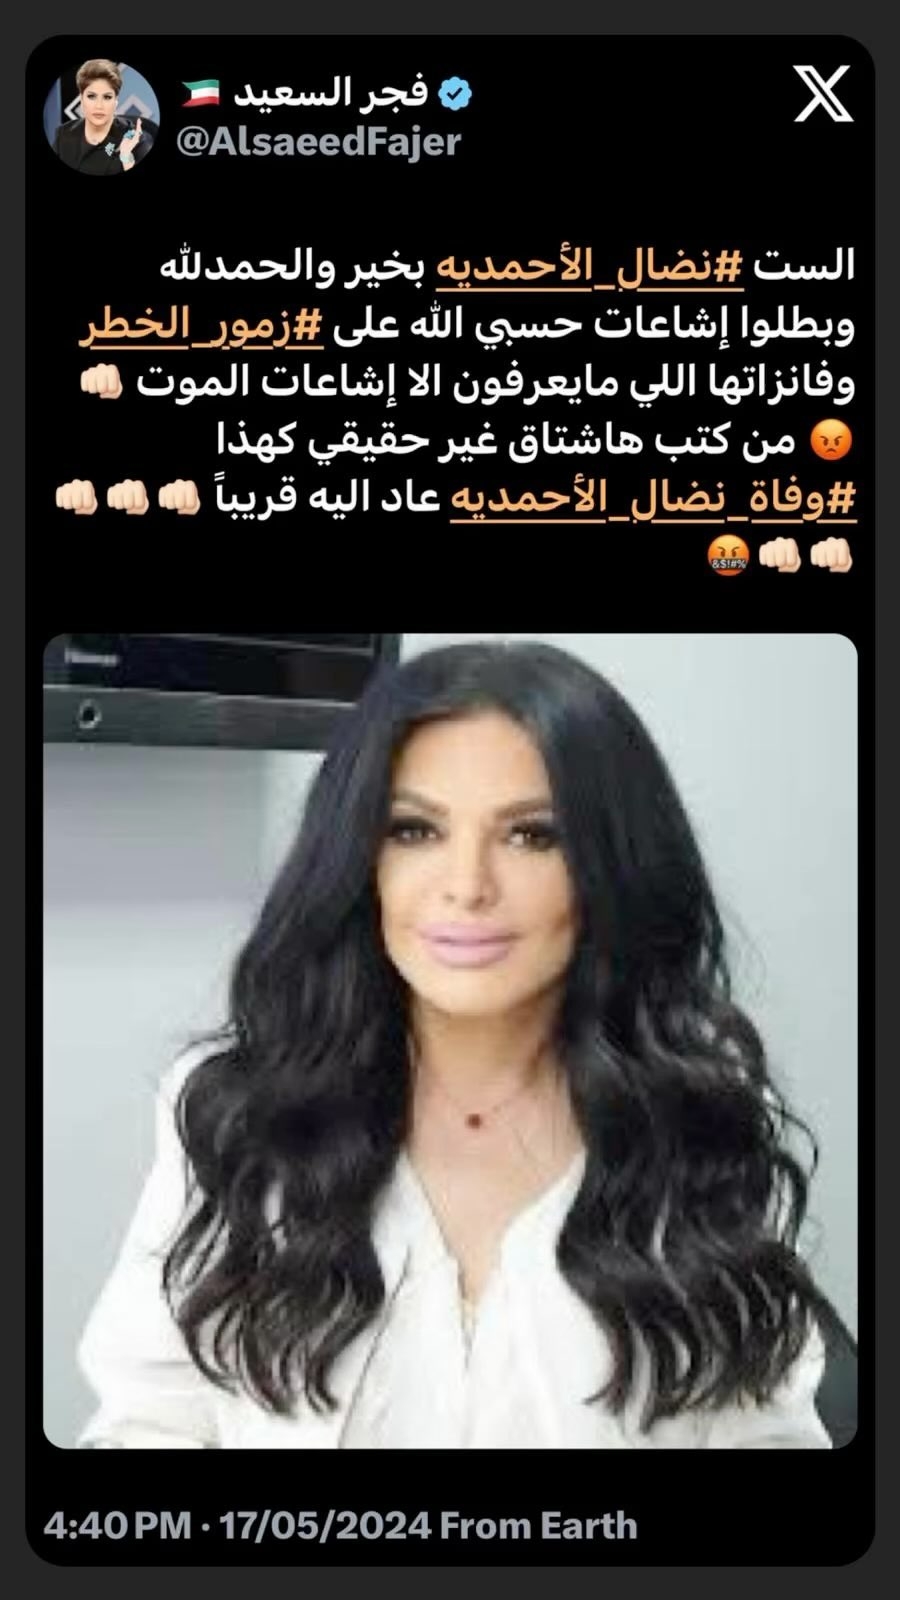 فجر السعيد 🇰🇼
@AlsaeedFajer
الست #نضال_الأحمديه بخير والحمدلله
وبطلوا إشاعات حسبي الله على #زمور_الخطر
وفانزاتها اللي مايعرفون الا إشاعات الموت 👊🏻
😡 من كتب هاشتاق غير حقيقي كهذا
#وفاة_نضال_الأحمديه عاد اليه قريباً 👊🏻👊🏻👊🏻
👊🏻👊🏻🤬
4:40 PM · 17/05/2024 From Earth